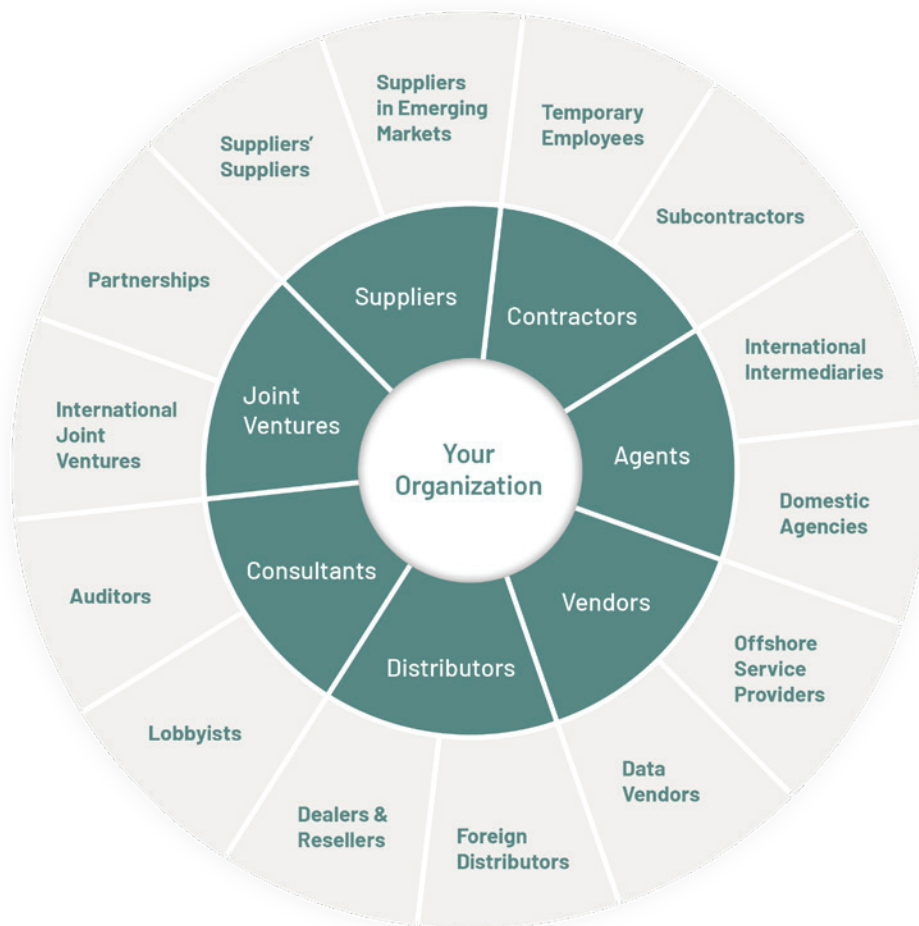 Suppliers
in Emerging
Markets
Temporary
Employees
Suppliers’
Suppliers
Subcontractors
Partnerships
Suppliers
Contractors
International
Intermediaries
Joint
Ventures
International
Joint
Ventures
Your
Organization
Agents
Domestic
Agencies
Consultants
Vendors
Auditors
Distributors
Offshore
Service
Providers
Lobbyists
Data
Vendors
Dealers &
Resellers
Foreign
Distributors